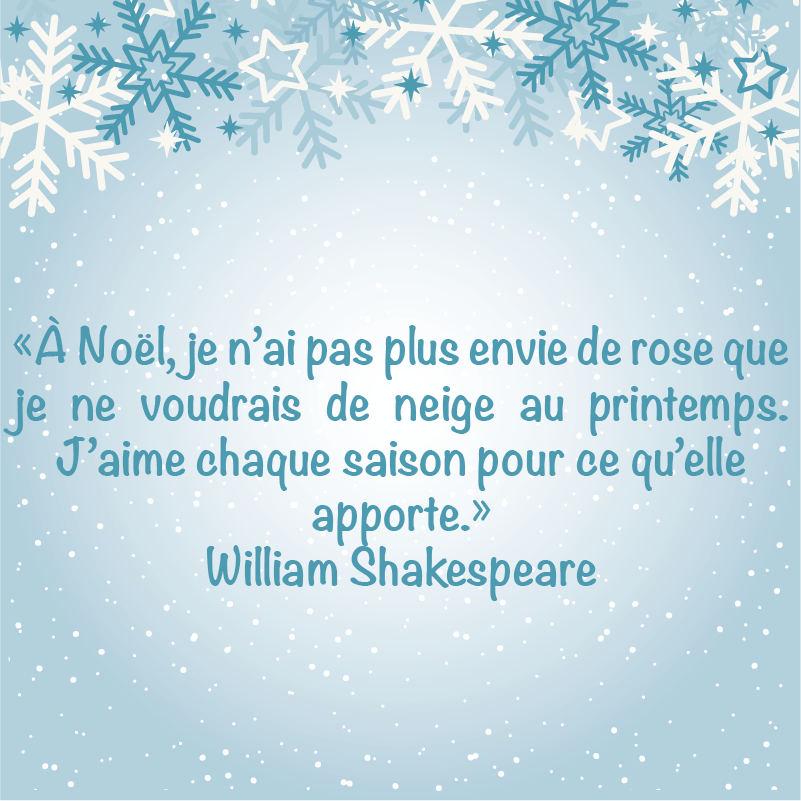 «À Noël, je n’ai pas plus envie de rose que
je ne voudrais de neige au printemps.
J’aime chaque saison pour ce qu’elle
apporte.»
William Shakespeare